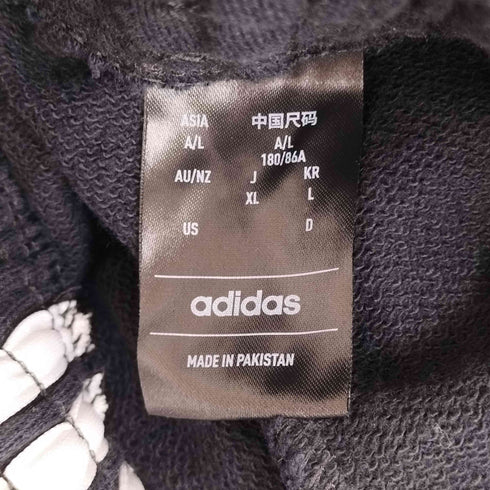 ASIA 中国尺码
A/L A/L
180/86A
AU/NZ J KR
XL L
US D
adidas
MADE IN PAKISTAN